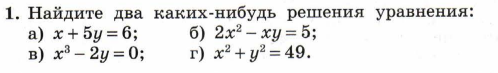 1. Найдите два каких-нибудь решения уравнения:
а) x + 5y = 6; б) 2x² – xy = 5;
в) x³ – 2y = 0; г) x² + y² = 49.